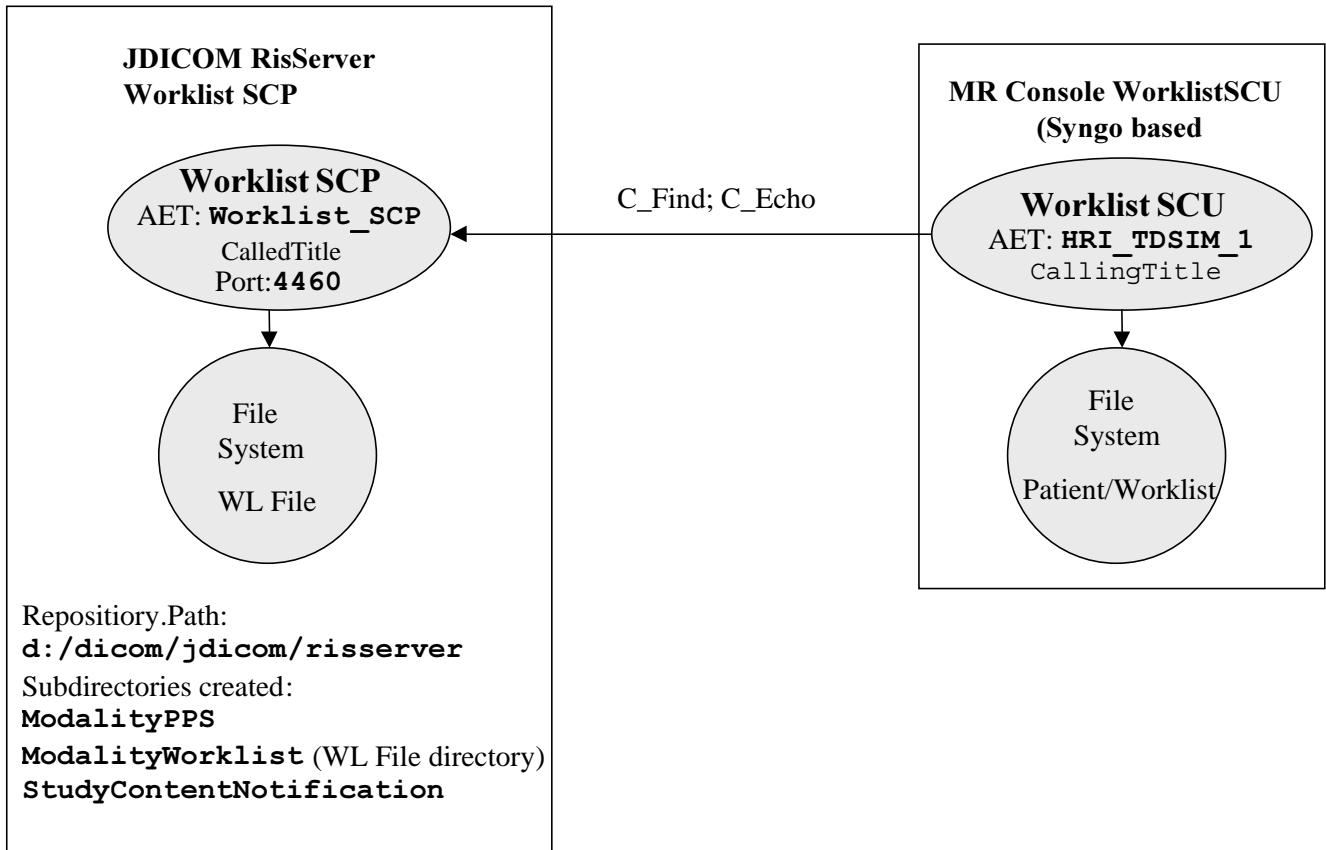 JDICOM RisServer
Worklist SCP
Worklist SCP
AET: Worklist_SCP
CalledTitle
Port:4460
File
System
WL File
Repositiory.Path:
d:/dicom/jdicom/risserver
Subdirectories created:
ModalityPPS
ModalityWorklist (WL File directory)
StudyContentNotification
C_Find; C_Echo
MR Console WorklistSCU
(Syngo based
Worklist SCU
AET: HRI_TDSIM_1
CallingTitle
File
System
Patient/Worklist